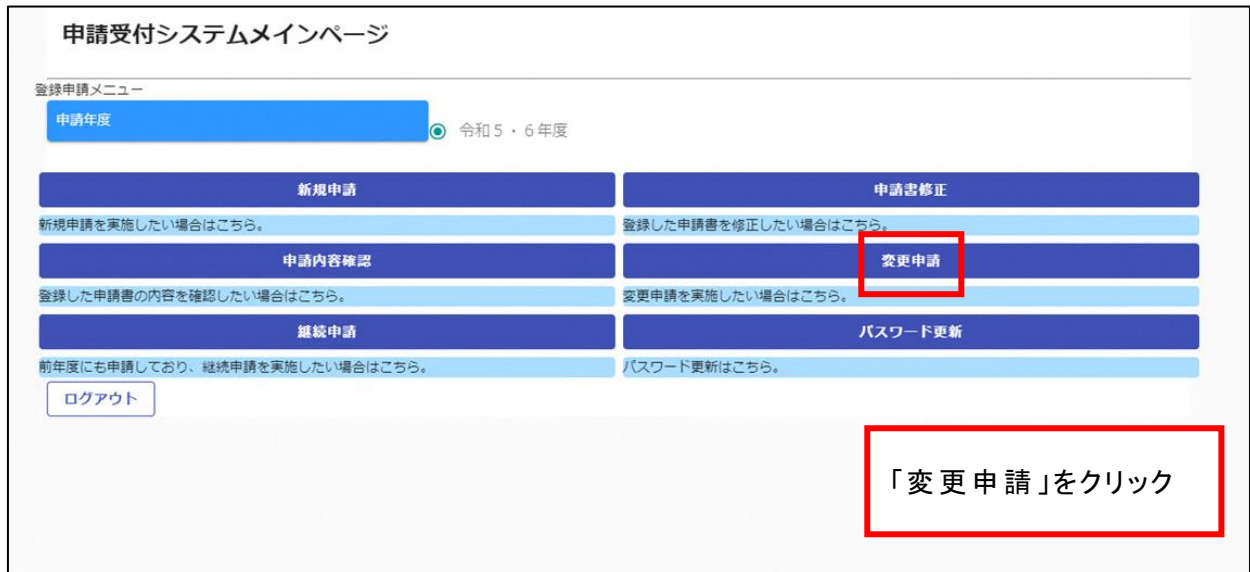 申請受付システムメインページ
登録申請メニュー
申請年度
令和5・6年度
新規申請
申請書修正
新規申請を実施したい場合はこちら。
登録した申請書を修正したい場合はこちら。
申請内容確認
変更申請
登録した申請書の内容を確認したい場合はこちら。
変更申請を実施したい場合はこちら。
継続申請
パスワード更新
前年度にも申請しており、継続申請を実施したい場合はこちら。
パスワード更新はこちら。
ログアウト
「変更申請」をクリック